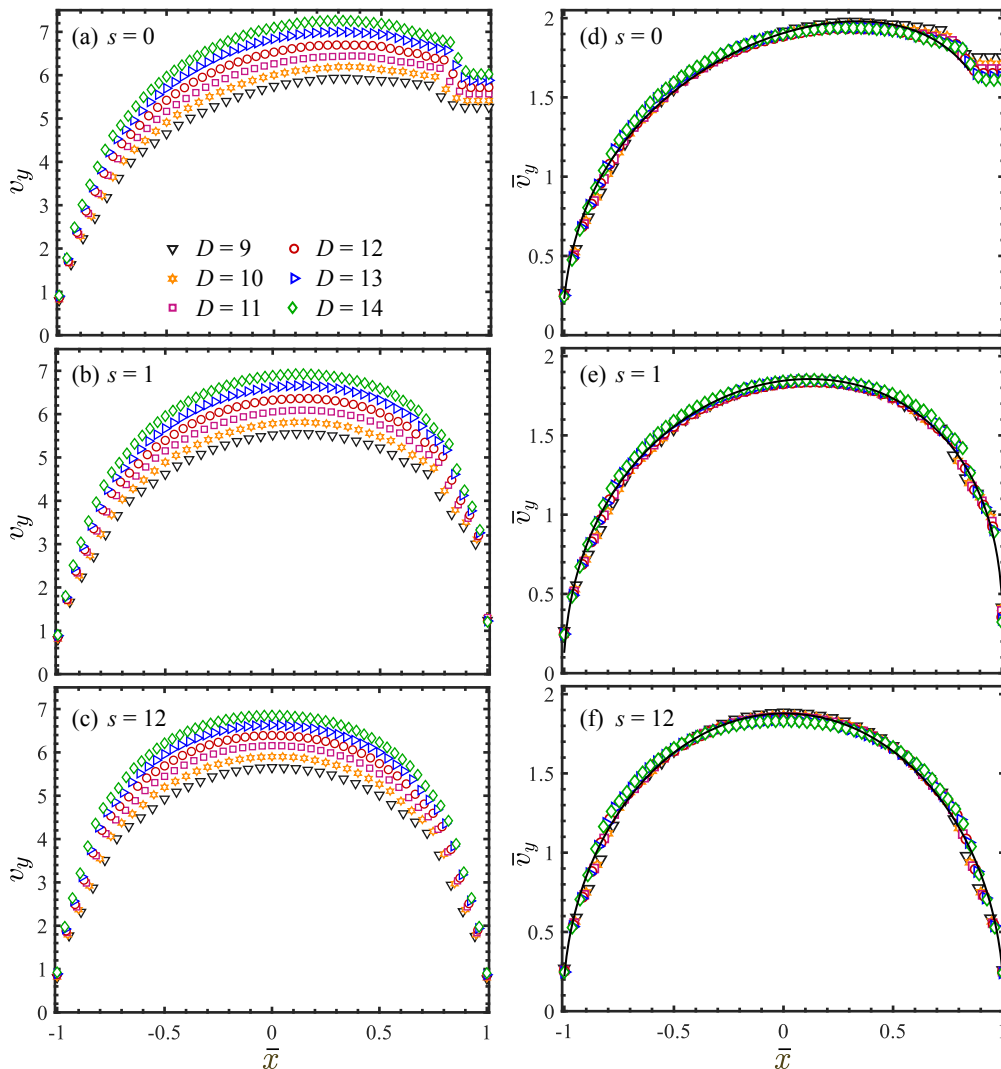 (a) s = 0
7
6
5
4
3
2
1
0
v_y
D = 9
D = 10
D = 11
D = 12
D = 13
D = 14
(d) s = 0
2
1.5
1
0.5
0
v̅_y
(b) s = 1
7
6
5
4
3
2
1
0
v_y
(e) s = 1
2
1.5
1
0.5
0
v̅_y
(c) s = 12
7
6
5
4
3
2
1
0
v_y
-1 -0.5 0 0.5 1
x̅
(f) s = 12
2
1.5
1
0.5
0
v̅_y
-1 -0.5 0 0.5 1
x̅